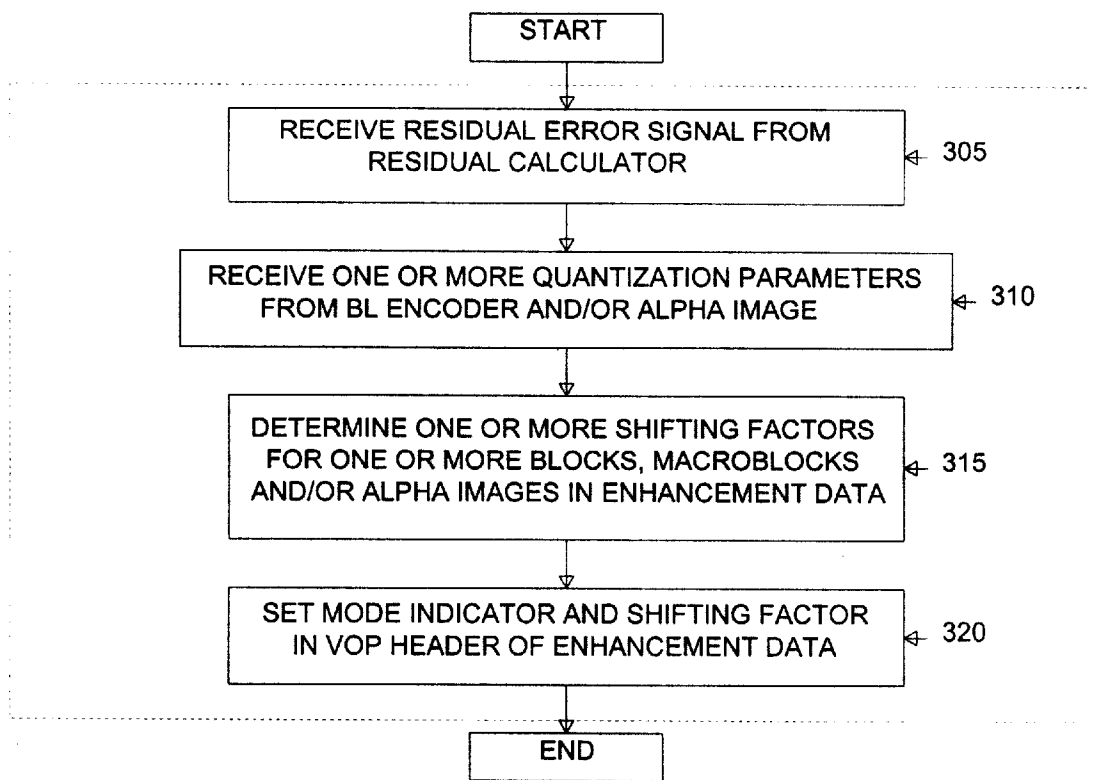 START
RECEIVE RESIDUAL ERROR SIGNAL FROM
RESIDUAL CALCULATOR
305
RECEIVE ONE OR MORE QUANTIZATION PARAMETERS
FROM BL ENCODER AND/OR ALPHA IMAGE
310
DETERMINE ONE OR MORE SHIFTING FACTORS
FOR ONE OR MORE BLOCKS, MACROBLOCKS
AND/OR ALPHA IMAGES IN ENHANCEMENT DATA
315
SET MODE INDICATOR AND SHIFTING FACTOR
IN VOP HEADER OF ENHANCEMENT DATA
320
END